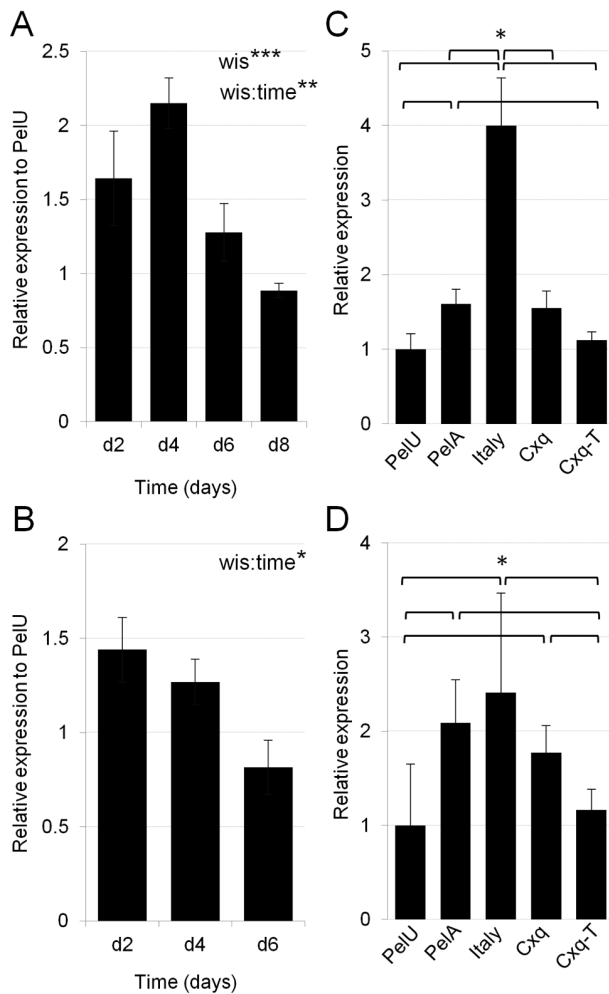 A
Relative expression to PelU
2.5
2
1.5
1
0.5
0
wis***
wis:time**
d2 d4 d6 d8
Time (days)
B
Relative expression to PelU
2
1.5
1
0.5
0
wis:time*
d2 d4 d6
Time (days)
C
Relative expression
5
4
3
2
1
0
*
PelU PelA Italy Cxq Cxq-T
D
Relative expression
4
3
2
1
0
*
PelU PelA Italy Cxq Cxq-T